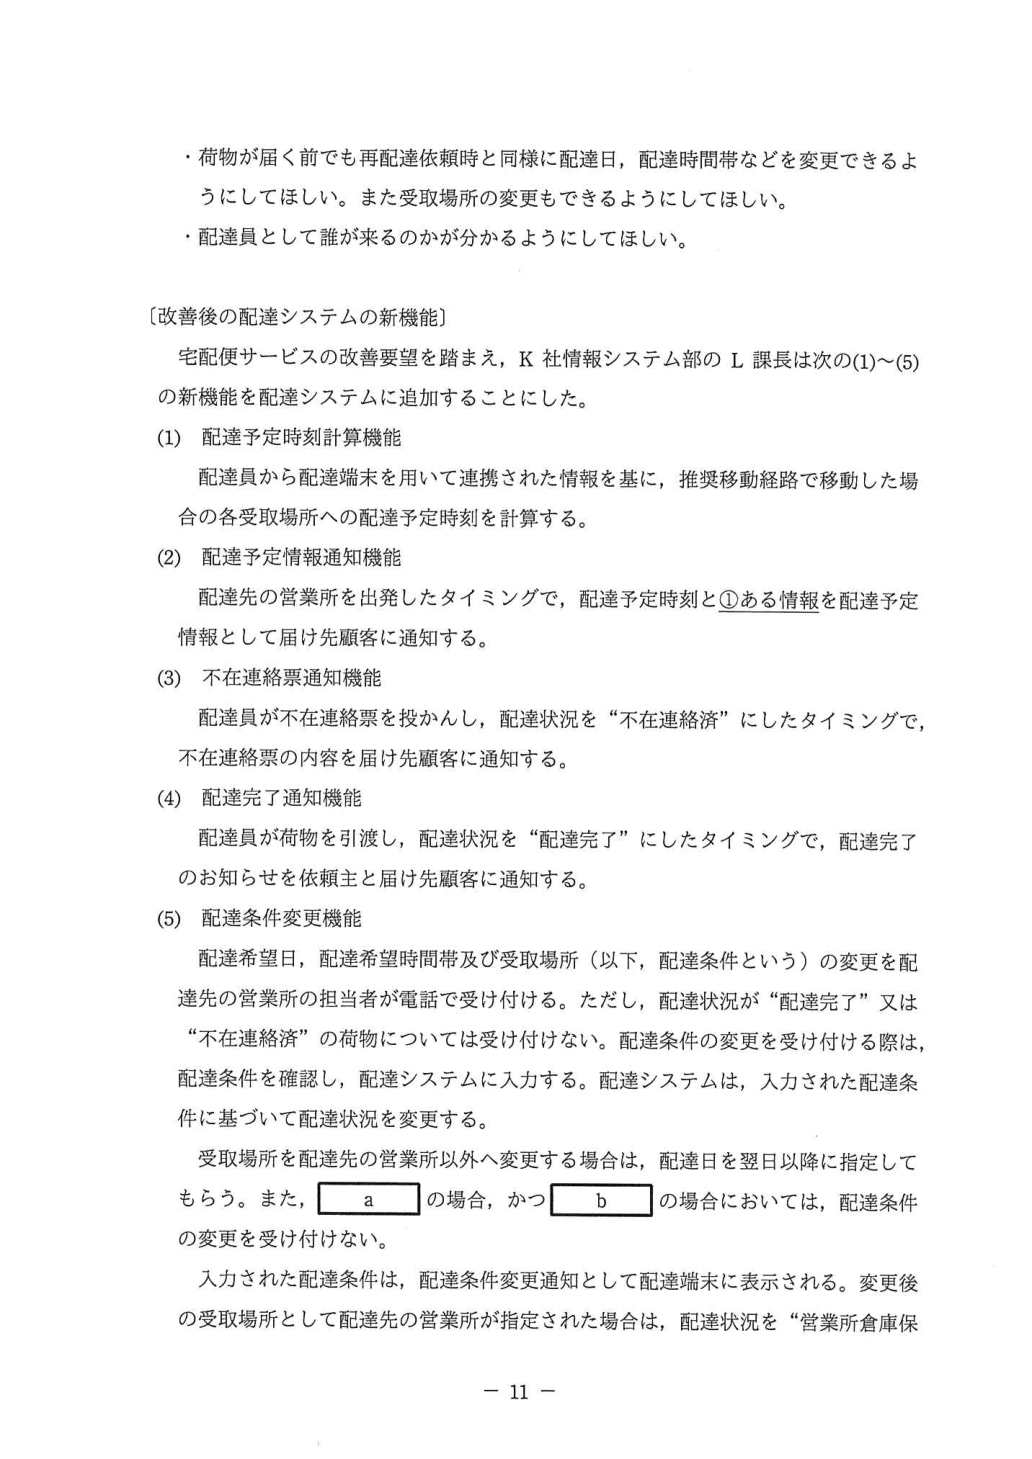 ・荷物が届く前でも再配達依頼時と同様に配達日，配達時間帯などを変更できるよ
うにしてほしい。また受取場所の変更もできるようにしてほしい。
・配達員として誰が来るのかが分かるようにしてほしい。
〔改善後の配達システムの新機能〕
宅配便サービスの改善要望を踏まえ，K 社情報システム部の L 課長は次の(1)～(5)
の新機能を配達システムに追加することにした。
(1) 配達予定時刻計算機能
配達員から配達端末を用いて連携された情報を基に，推奨移動経路で移動した場
合の各受取場所への配達予定時刻を計算する。
(2) 配達予定情報通知機能
配達先の営業所を出発したタイミングで，配達予定時刻と①ある情報を配達予定
情報として届け先顧客に通知する。
(3) 不在連絡票通知機能
配達員が不在連絡票を投かんし，配達状況を“不在連絡済”にしたタイミングで，
不在連絡票の内容を届け先顧客に通知する。
(4) 配達完了通知機能
配達員が荷物を引渡し，配達状況を“配達完了”にしたタイミングで，配達完了
のお知らせを依頼主と届け先顧客に通知する。
(5) 配達条件変更機能
配達希望日，配達希望時間帯及び受取場所（以下，配達条件という）の変更を配
達先の営業所の担当者が電話で受け付ける。ただし，配達状況が“配達完了”又は
“不在連絡済”の荷物については受け付けない。配達条件の変更を受け付ける際は，
配達条件を確認し，配達システムに入力する。配達システムは，入力された配達条
件に基づいて配達状況を変更する。
受取場所を配達先の営業所以外へ変更する場合は，配達日を翌日以降に指定して
もらう。また， a の場合，かつ b の場合においては，配達条件
の変更を受け付けない。
入力された配達条件は，配達条件変更通知として配達端末に表示される。変更後
の受取場所として配達先の営業所が指定された場合は，配達状況を“営業所倉庫保
－ 11 －